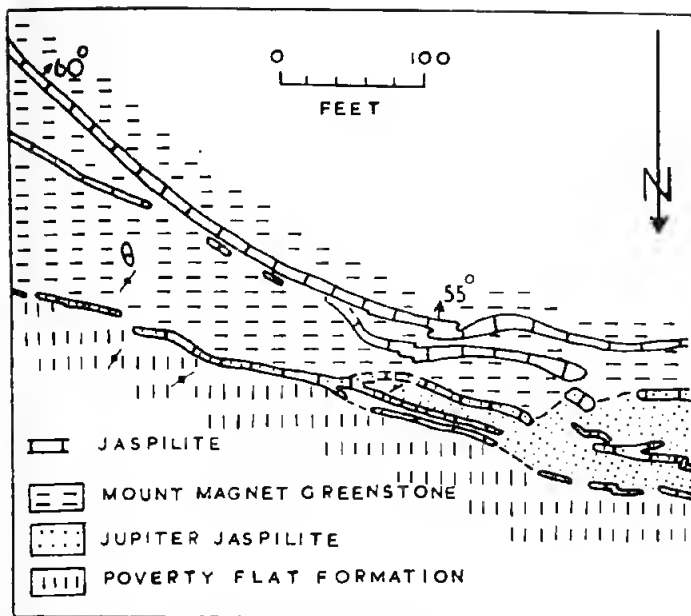 60°
0 100
FEET
N
55°
JASPILITE
MOUNT MAGNET GREENSTONE
JUPITER JASPILITE
POVERTY FLAT FORMATION